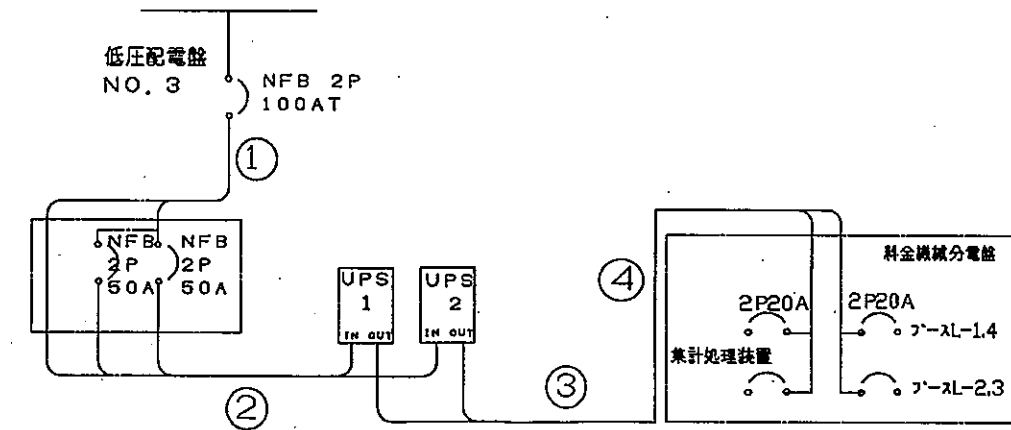 低圧配電盤
NO. 3
NFB 2P
100AT
①
NFB
2P
50A
NFB
2P
50A
②
UPS
1
IN OUT
UPS
2
IN OUT
③
④
料金機械分電盤
2P20A
2P20A
ブースL-1,4
集計処理装置
ブースL-2,3